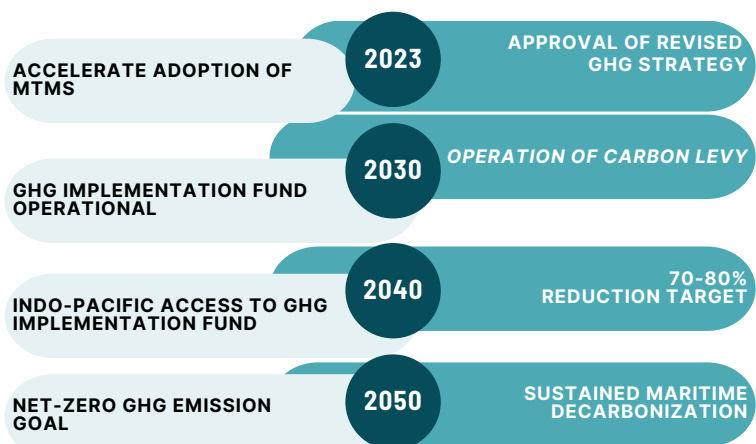 ACCELERATE ADOPTION OF
MTMS
2023
APPROVAL OF REVISED
GHG STRATEGY
GHG IMPLEMENTATION FUND
OPERATIONAL
2030
OPERATION OF CARBON LEVY
INDO-PACIFIC ACCESS TO GHG
IMPLEMENTATION FUND
2040
70-80%
REDUCTION TARGET
NET-ZERO GHG EMISSION
GOAL
2050
SUSTAINED MARITIME
DECARBONIZATION